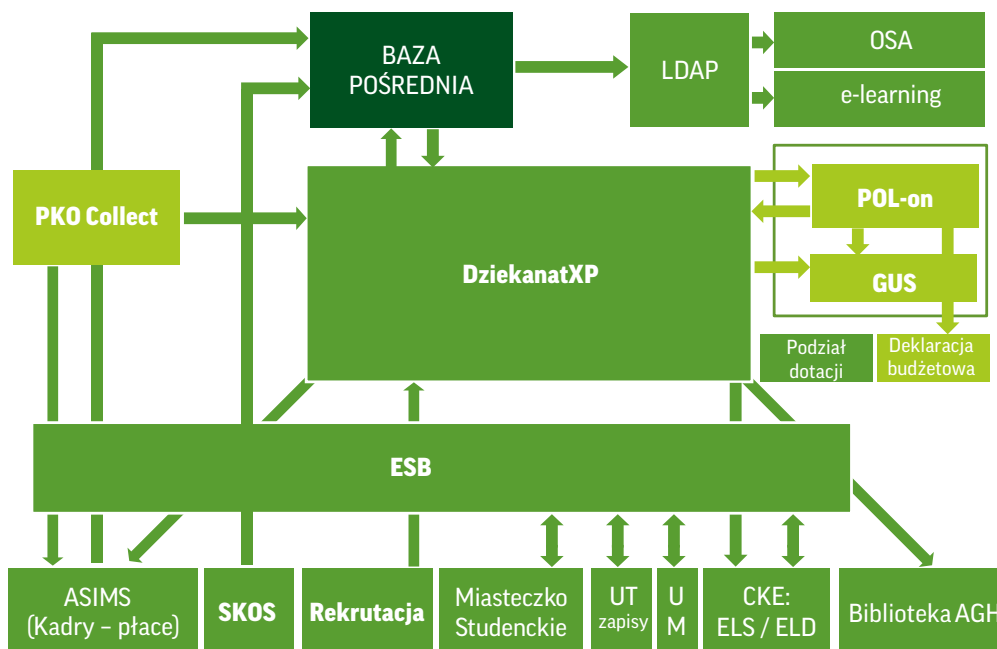 BAZA
POŚREDNIA
LDAP
OSA
e-learning
PKO Collect
DziekanatXP
POL-on
GUS
Podział
dotacji
Deklaracja
budżetowa
ESB
ASIMS
(Kadry – płace)
SKOS
Rekrutacja
Miasteczko
Studenckie
UT
zapisy
U
M
CKE:
ELS / ELD
Biblioteka AGH